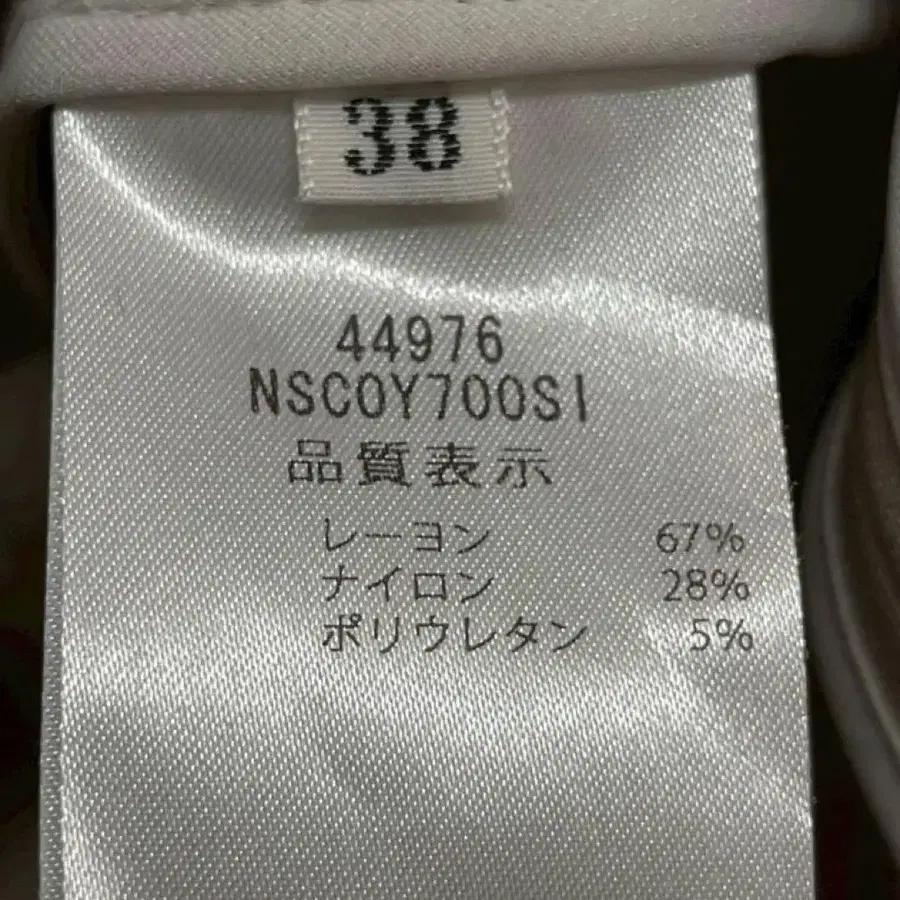 38
44976
NSCOY700SI
品質表示
レーヨン 67%
ナイロン 28%
ポリウレタン 5%